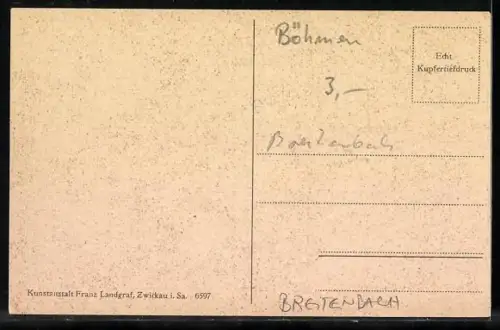 Böhmen
Echt
Kupfertiefdruck
3,–
Breitenbach
Kunstanstalt Franz Landgraf, Zwickau i. Sa. 6597
BREITENBACH